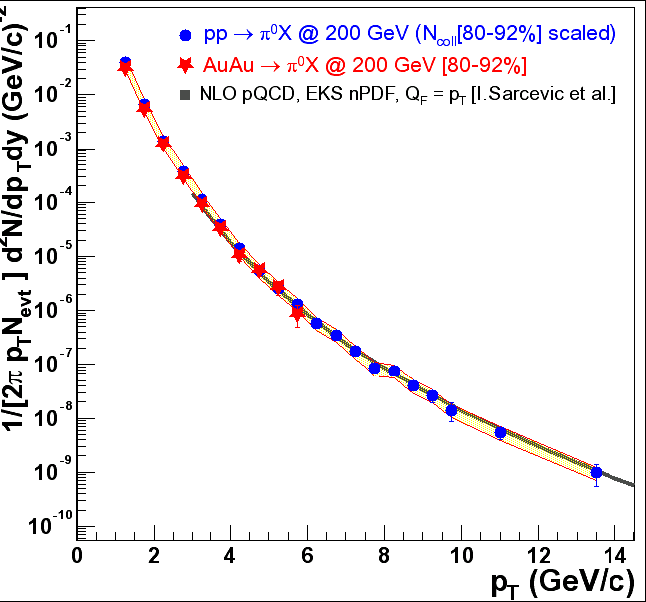 pp → π⁰X @ 200 GeV (N_coll[80-92%] scaled)
AuAu → π⁰X @ 200 GeV [80-92%]
NLO pQCD, EKS nPDF, Q_F = p_T [I.Sarcevic et al.]
1/[2π p_T N_evt ] d²N/dp_T dy (GeV/c)⁻²
10⁻¹
10⁻²
10⁻³
10⁻⁴
10⁻⁵
10⁻⁶
10⁻⁷
10⁻⁸
10⁻⁹
10⁻¹⁰
0 2 4 6 8 10 12 14
p_T (GeV/c)